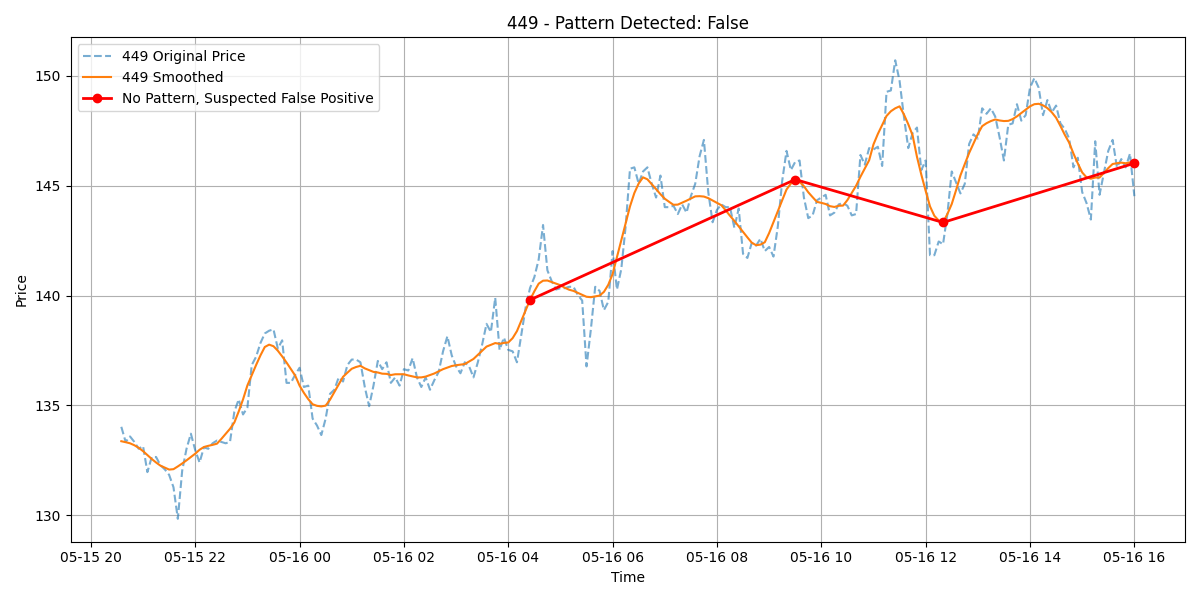 449 - Pattern Detected: False
449 Original Price
449 Smoothed
No Pattern, Suspected False Positive
Price
150
145
140
135
130
05-15 20 05-15 22 05-16 00 05-16 02 05-16 04 05-16 06 05-16 08 05-16 10 05-16 12 05-16 14 05-16 16
Time